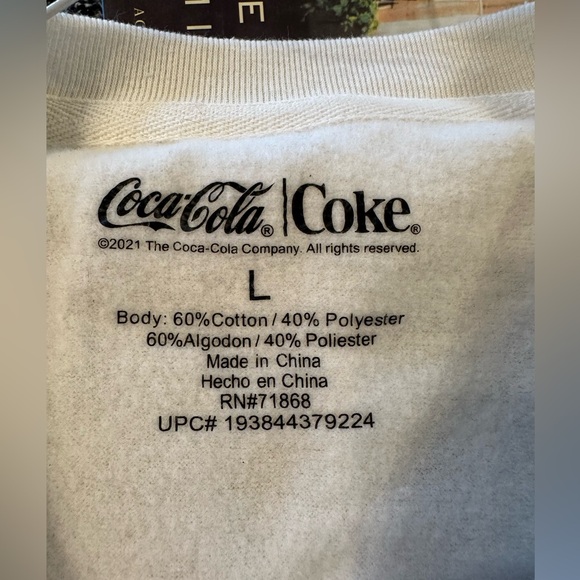 Coca-Cola® | Coke®
©2021 The Coca-Cola Company. All rights reserved.
L
Body: 60%Cotton / 40% Polyester
60%Algodon / 40% Poliester
Made in China
Hecho en China
RN#71868
UPC# 193844379224